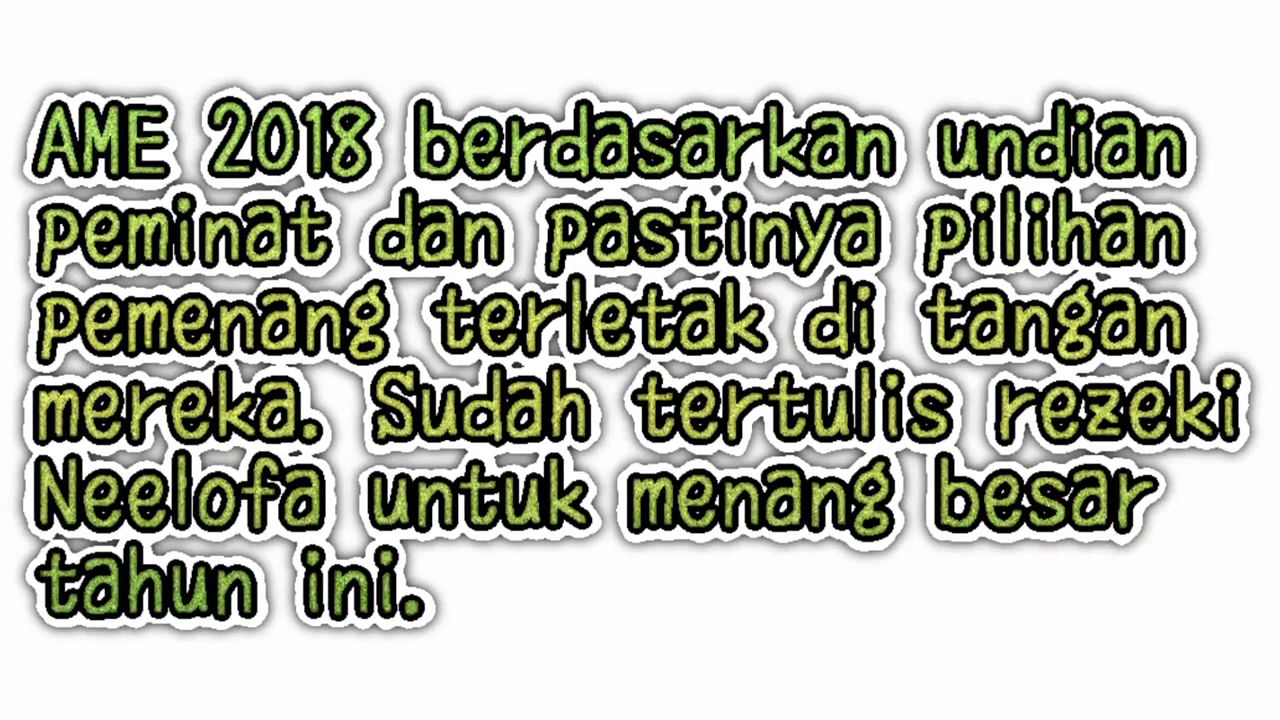 AME 2018 berdasarkan undian
peminat dan pastinya pilihan
pemenang terletak di tangan
mereka. Sudah tertulis rezeki
Neelofa untuk menang besar
tahun ini.